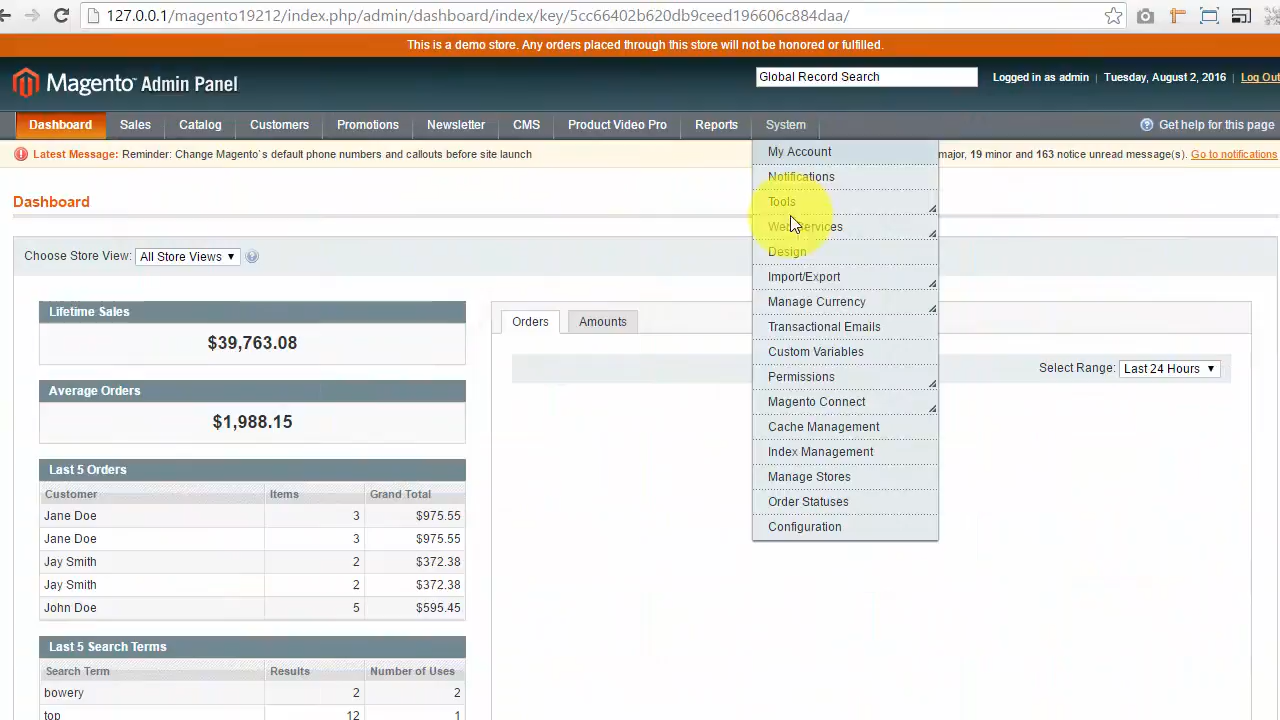 127.0.0.1/magento19212/index.php/admin/dashboard/index/key/5cc66402b620db9ceed196606c884daa/
This is a demo store. Any orders placed through this store will not be honored or fulfilled.
Magento Admin Panel
Global Record Search
Logged in as admin | Tuesday, August 2, 2016 | Log Out
Dashboard Sales Catalog Customers Promotions Newsletter CMS Product Video Pro Reports System
Get help for this page
Latest Message: Reminder: Change Magento`s default phone numbers and callouts before site launch
major, 19 minor and 163 notice unread message(s). Go to notifications
My Account
Notifications
Tools
Web Services
Design
Import/Export
Manage Currency
Transactional Emails
Custom Variables
Permissions
Magento Connect
Cache Management
Index Management
Manage Stores
Order Statuses
Configuration
Dashboard
Choose Store View: All Store Views
Lifetime Sales
$39,763.08
Average Orders
$1,988.15
Last 5 Orders
Customer Items Grand Total
Jane Doe 3 $975.55
Jane Doe 3 $975.55
Jay Smith 2 $372.38
Jay Smith 2 $372.38
John Doe 5 $595.45
Last 5 Search Terms
Search Term Results Number of Uses
bowery 2 2
top 12 1
Orders Amounts
Select Range: Last 24 Hours